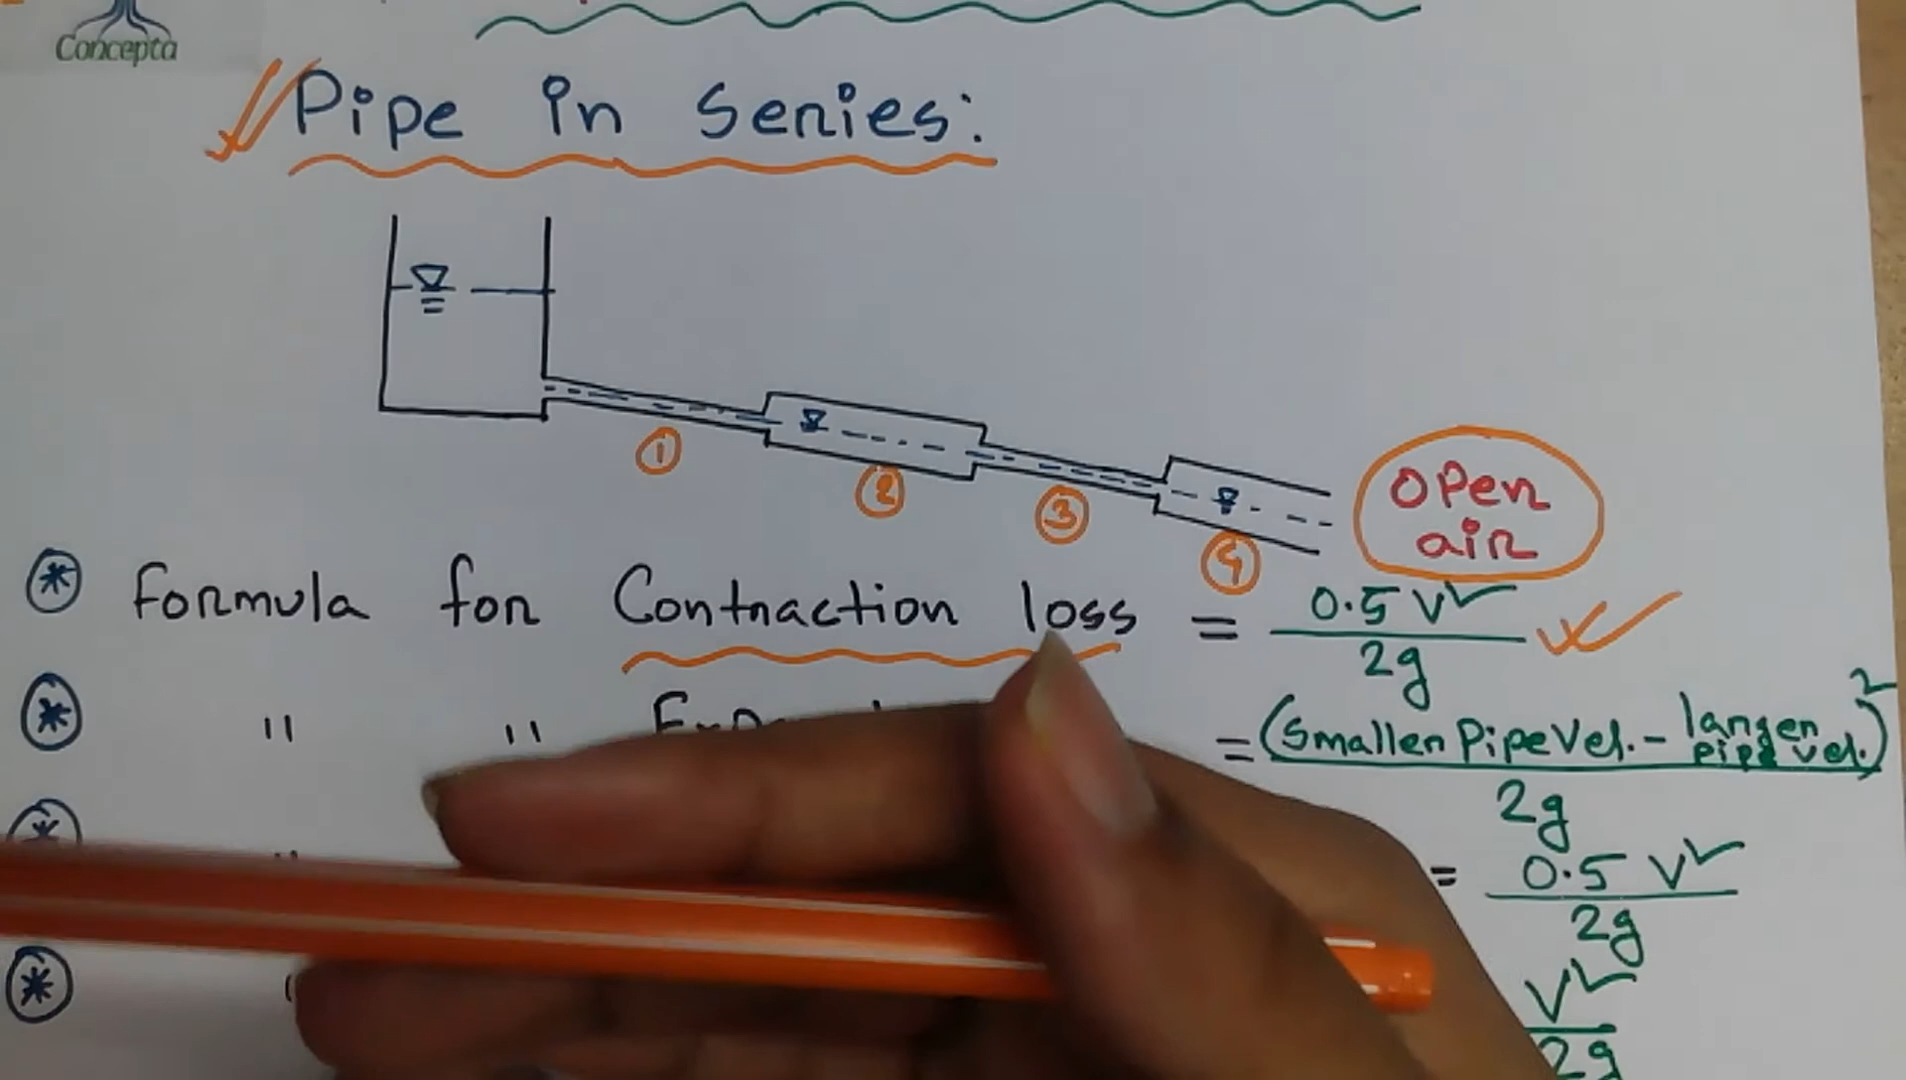 Concepta
Pipe in Series:
1
2
3
4
Open
air
Formula for Contraction loss = 0.5 V² / 2g
" " = (Smaller Pipe Vel. - larger pipe vel.)² / 2g
" = 0.5 V² / 2g
V² / 2g